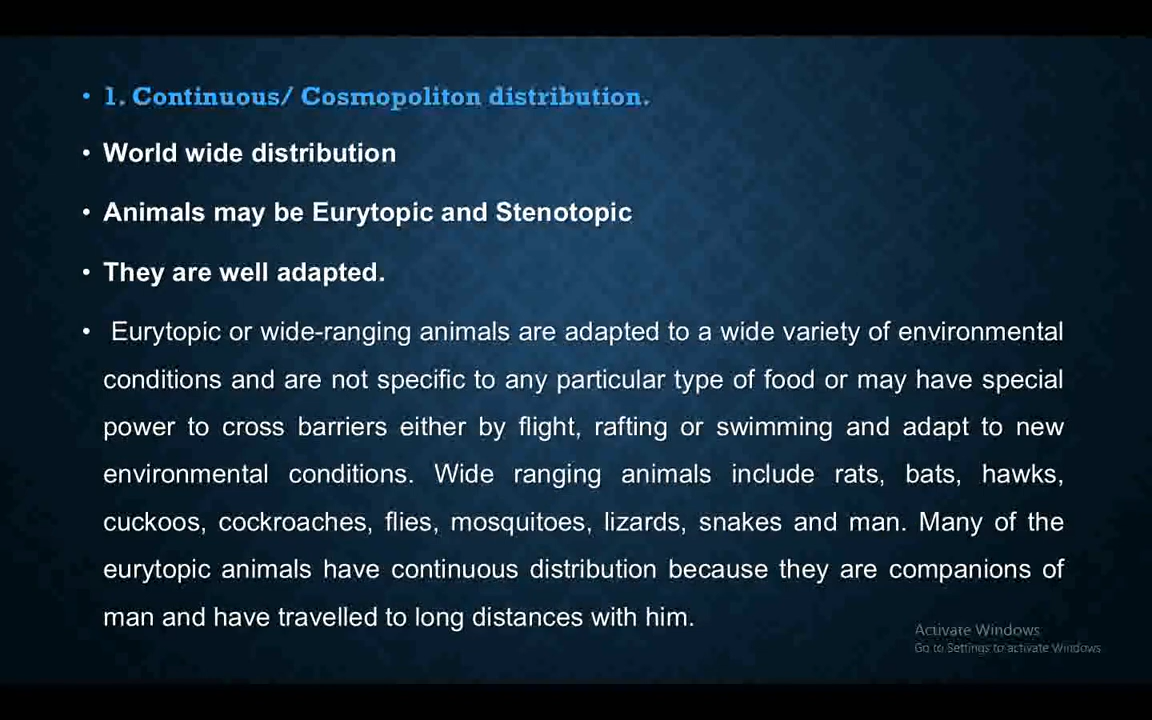 • 1. Continuous/ Cosmopoliton distribution.
• World wide distribution
• Animals may be Eurytopic and Stenotopic
• They are well adapted.
• Eurytopic or wide-ranging animals are adapted to a wide variety of environmental
conditions and are not specific to any particular type of food or may have special
power to cross barriers either by flight, rafting or swimming and adapt to new
environmental conditions. Wide ranging animals include rats, bats, hawks,
cuckoos, cockroaches, flies, mosquitoes, lizards, snakes and man. Many of the
eurytopic animals have continuous distribution because they are companions of
man and have travelled to long distances with him.
Activate Windows
Go to Settings to activate Windows.